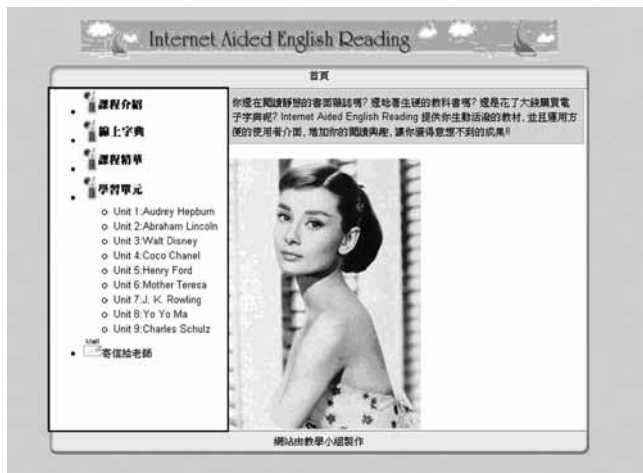 Internet Aided English Reading
首頁
課程介紹
線上字典
課程精華
學習單元
Unit 1:Audrey Hepburn
Unit 2:Abraham Lincoln
Unit 3:Walt Disney
Unit 4:Coco Chanel
Unit 5:Henry Ford
Unit 6:Mother Teresa
Unit 7:J. K. Rowling
Unit 8:Yo Yo Ma
Unit 9:Charles Schulz
Mail
寄信給老師
你還在閱讀靜態的書面雜誌嗎? 還唸著生硬的教科書嗎? 還是花了大錢購買電
子字典呢? Internet Aided English Reading 提供你生動活潑的教材, 並且運用方
便的使用者介面, 增加你的閱讀興趣, 讓你獲得意想不到的成果!!
網站由教學小組製作